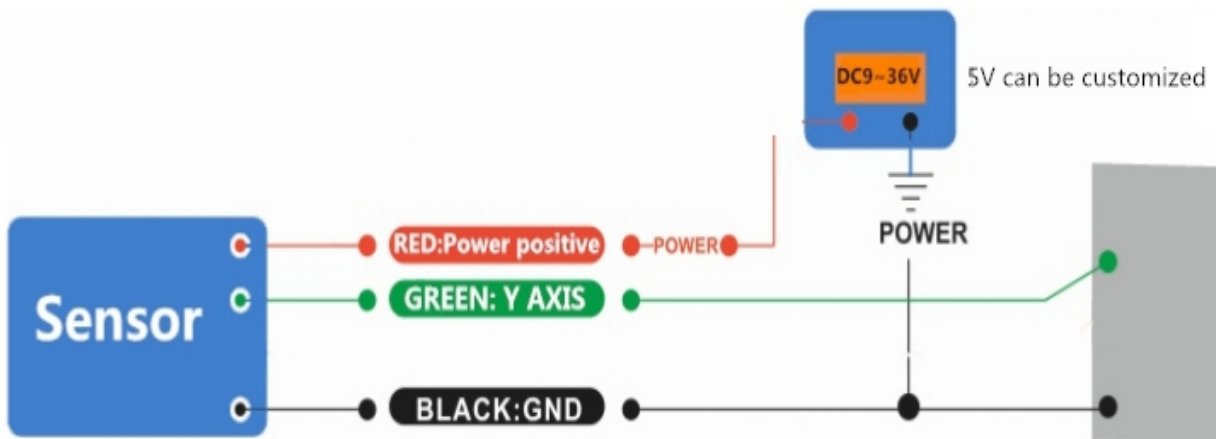 DC9~36V
5V can be customized
POWER
RED:Power positive
POWER
GREEN: Y AXIS
Sensor
BLACK:GND